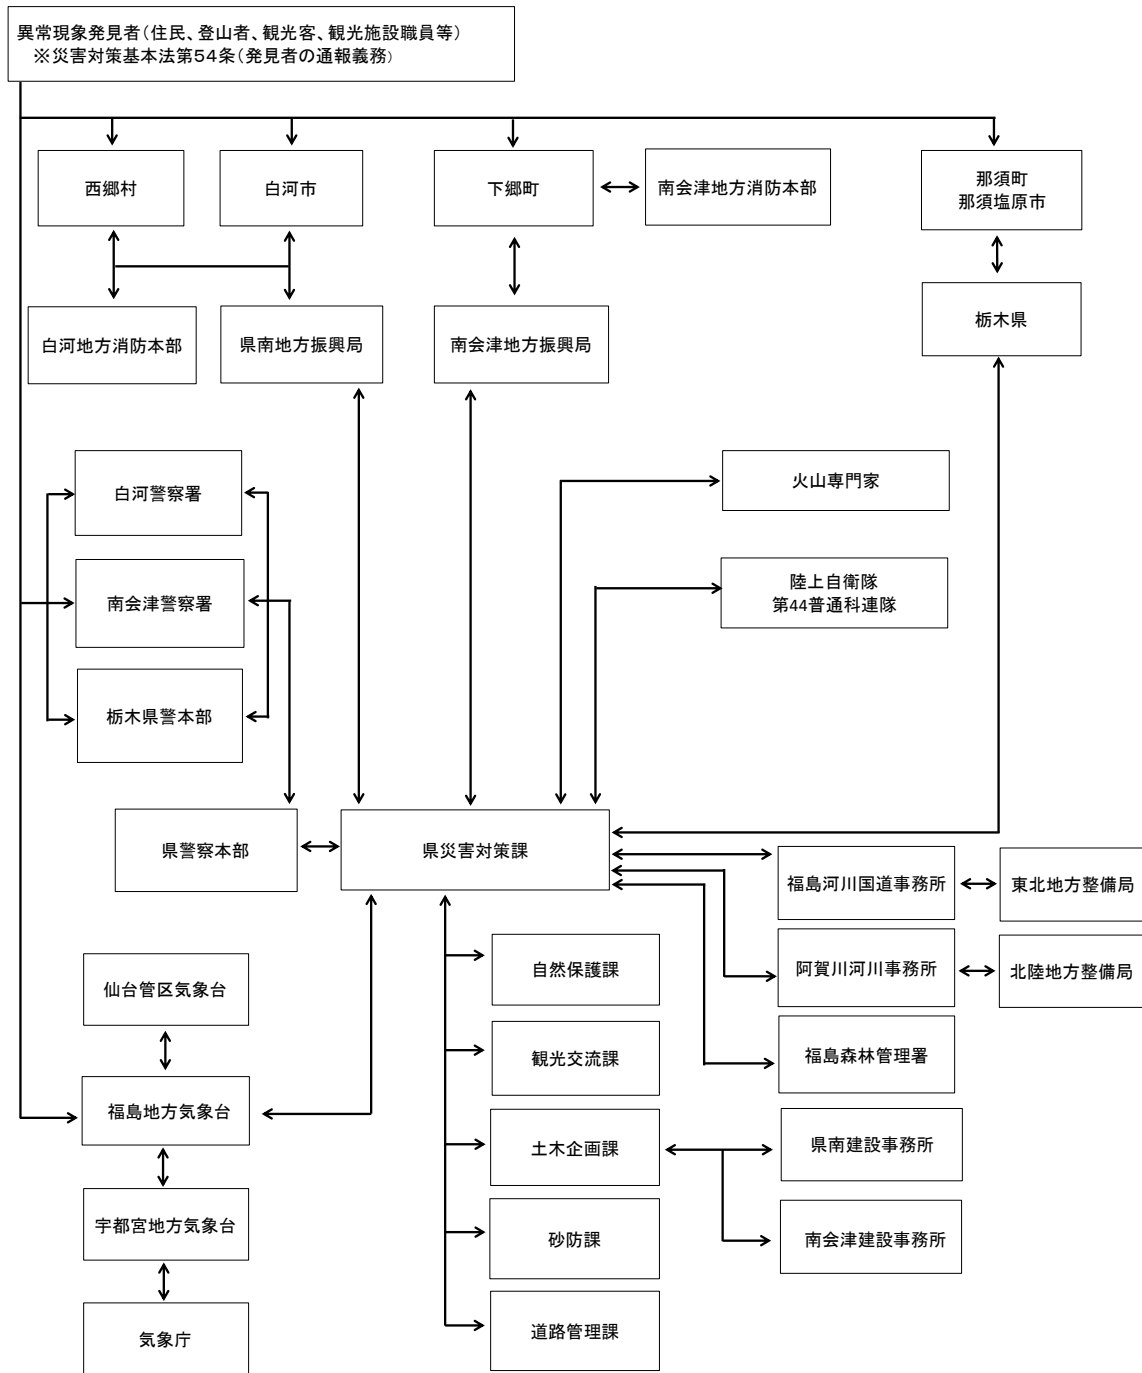 異常現象発見者(住民、登山者、観光客、観光施設職員等)
※災害対策基本法第54条(発見者の通報義務)
西郷村
白河市
下郷町
南会津地方消防本部
那須町
那須塩原市
白河地方消防本部
県南地方振興局
南会津地方振興局
栃木県
白河警察署
火山専門家
南会津警察署
陸上自衛隊
第44普通科連隊
栃木県警本部
県警察本部
県災害対策課
福島河川国道事務所
東北地方整備局
仙台管区気象台
自然保護課
阿賀川河川事務所
北陸地方整備局
観光交流課
福島森林管理署
福島地方気象台
土木企画課
県南建設事務所
宇都宮地方気象台
砂防課
南会津建設事務所
気象庁
道路管理課